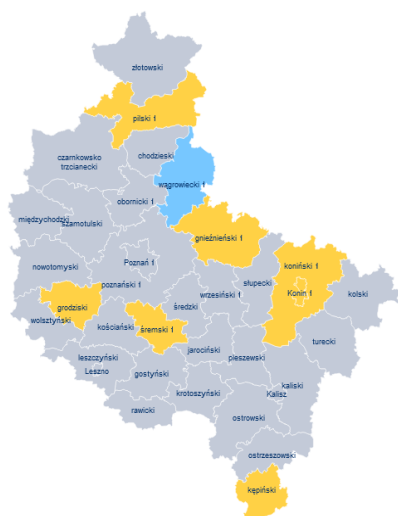 złotowski
pilski 1
chodzieski
czarnkowsko
trzcianecki
wągrowiecki 1
obornicki 1
międzychodzki
szamotulski
gnieźnieński 1
Poznań 1
koniński 1
nowotomyski
słupecki
poznański 1
wrzesiński 1
Konin 1
kolski
grodziski
średzki
wolsztyński
kościański
śremski 1
turecki
jarociński
leszczyński
pleszewski
Leszno
gostyński
kaliski
krotoszyński
Kalisz
rawicki
ostrowski
ostrzeszowski
kępiński